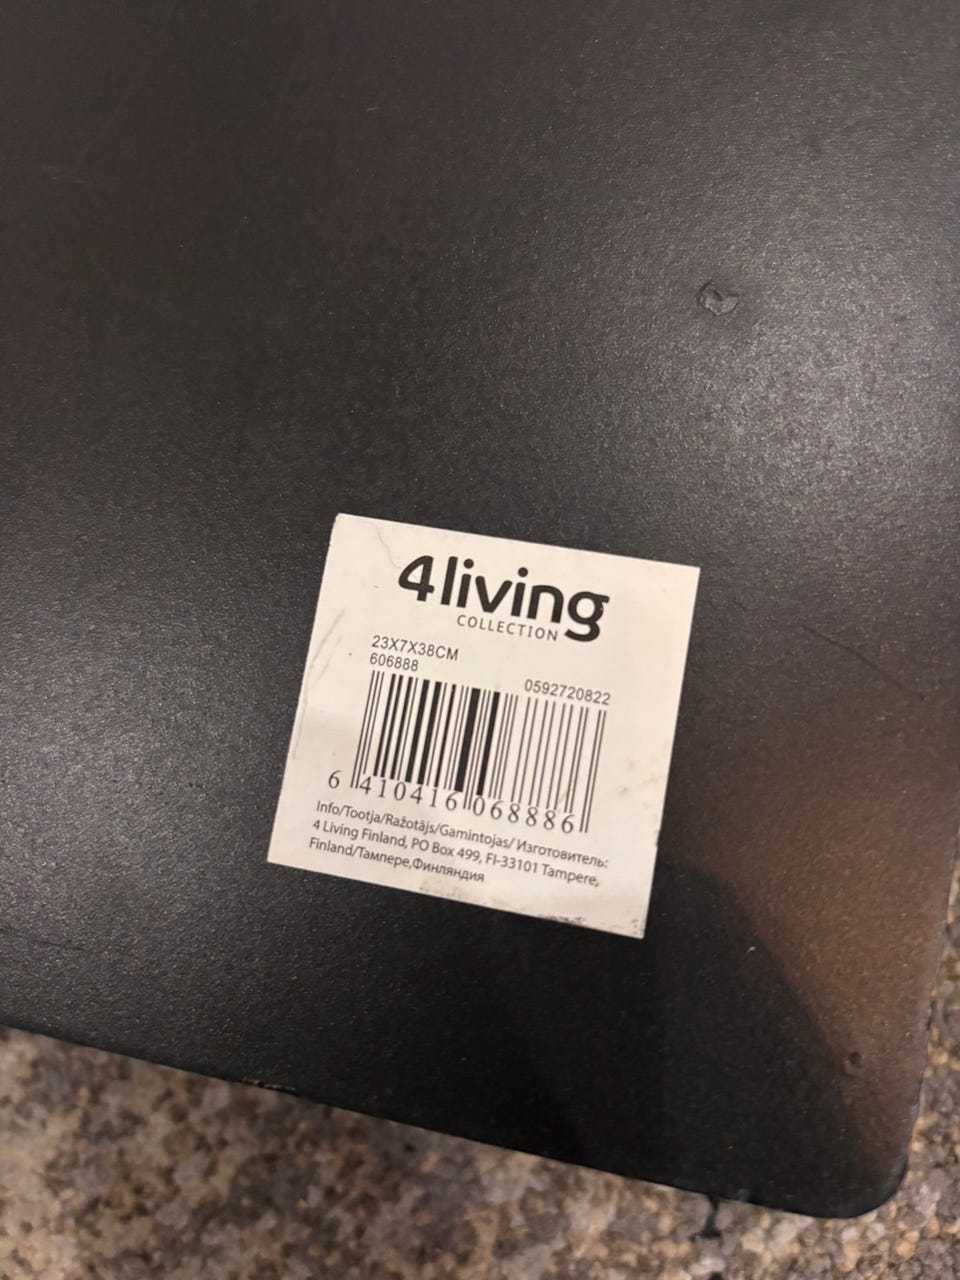 4living
COLLECTION
23X7X38CM
606888
0592720822
6 410416 068886
Info/Tootja/Ražotājs/Gamintojas/ Изготовитель:
4 Living Finland, PO Box 499, FI-33101 Tampere,
Finland/Тампере,Финляндия